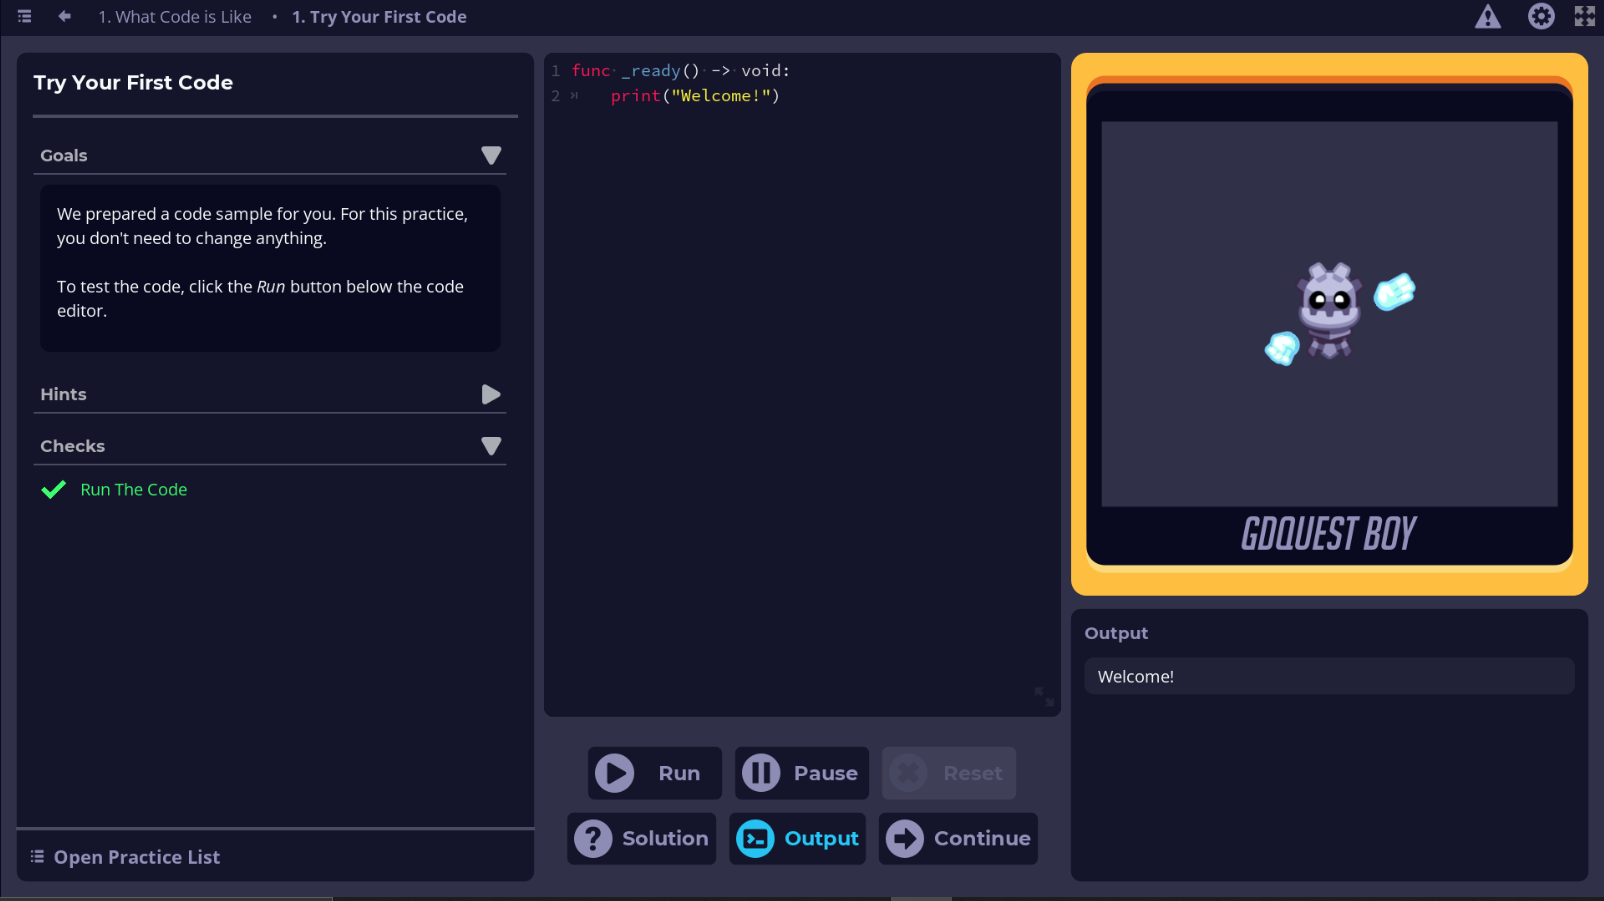 1. What Code is Like • 1. Try Your First Code
Try Your First Code
Goals
We prepared a code sample for you. For this practice,
you don't need to change anything.
To test the code, click the Run button below the code
editor.
Hints
Checks
Run The Code
Open Practice List
1 func _ready() -> void:
2 print("Welcome!")
Run
Pause
Reset
Solution
Output
Continue
GDQUEST BOY
Output
Welcome!